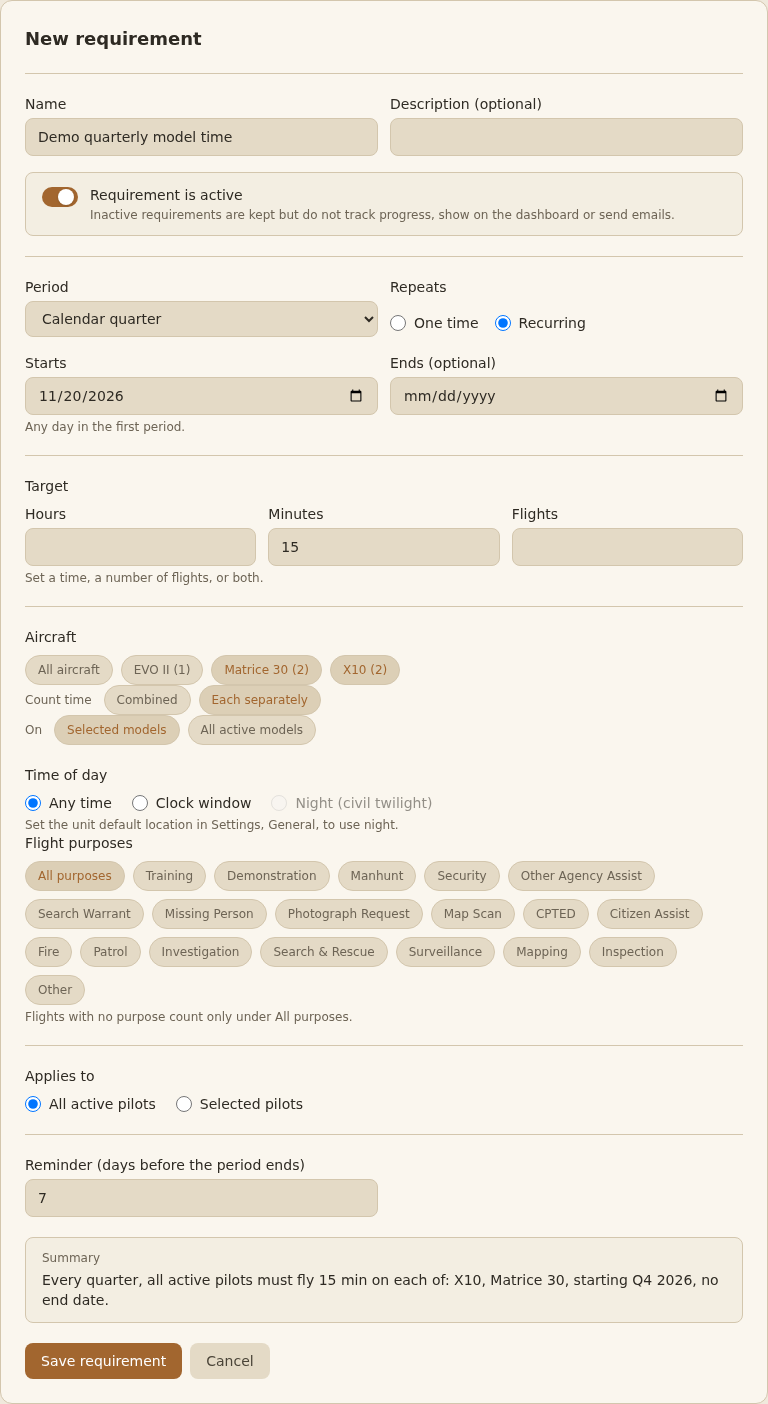 New requirement
Name
Description (optional)
Demo quarterly model time
Requirement is active
Inactive requirements are kept but do not track progress, show on the dashboard or send emails.
Period
Repeats
Calendar quarter
One time
Recurring
Starts
Ends (optional)
11/20/2026
mm/dd/yyyy
Any day in the first period.
Target
Hours
Minutes
Flights
15
Set a time, a number of flights, or both.
Aircraft
All aircraft EVO II (1) Matrice 30 (2) X10 (2)
Count time Combined Each separately
On Selected models All active models
Time of day
Any time Clock window Night (civil twilight)
Set the unit default location in Settings, General, to use night.
Flight purposes
All purposes Training Demonstration Manhunt Security Other Agency Assist
Search Warrant Missing Person Photograph Request Map Scan CPTED Citizen Assist
Fire Patrol Investigation Search & Rescue Surveillance Mapping Inspection
Other
Flights with no purpose count only under All purposes.
Applies to
All active pilots Selected pilots
Reminder (days before the period ends)
7
Summary
Every quarter, all active pilots must fly 15 min on each of: X10, Matrice 30, starting Q4 2026, no
end date.
Save requirement Cancel